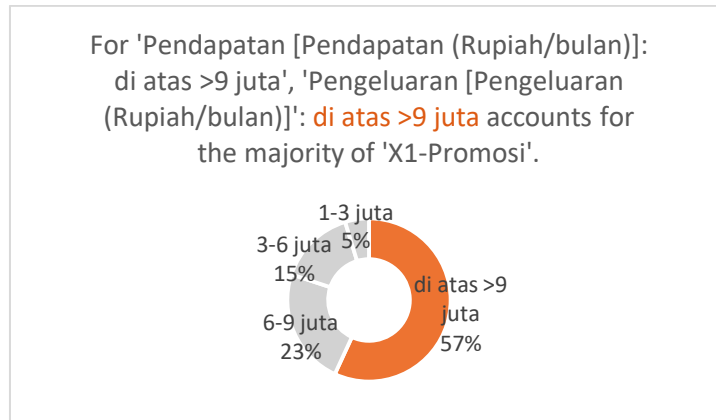 For 'Pendapatan [Pendapatan (Rupiah/bulan)]:
di atas >9 juta', 'Pengeluaran [Pengeluaran
(Rupiah/bulan)]': di atas >9 juta accounts for
the majority of 'X1-Promosi'.
1-3 juta
5%
3-6 juta
15%
di atas >9
juta
57%
6-9 juta
23%